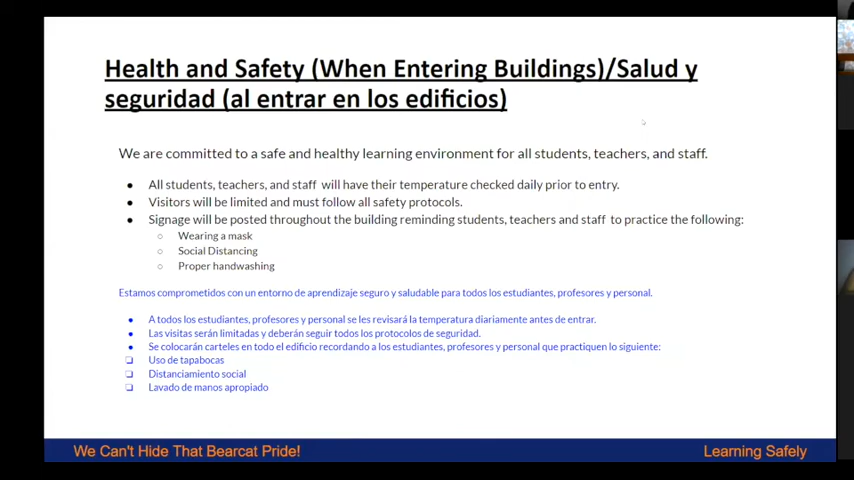 Health and Safety (When Entering Buildings)/Salud y
seguridad (al entrar en los edificios)
We are committed to a safe and healthy learning environment for all students, teachers, and staff.
● All students, teachers, and staff will have their temperature checked daily prior to entry.
● Visitors will be limited and must follow all safety protocols.
● Signage will be posted throughout the building reminding students, teachers and staff to practice the following:
○ Wearing a mask
○ Social Distancing
○ Proper handwashing
Estamos comprometidos con un entorno de aprendizaje seguro y saludable para todos los estudiantes, profesores y personal.
● A todos los estudiantes, profesores y personal se les revisará la temperatura diariamente antes de entrar.
● Las visitas serán limitadas y deberán seguir todos los protocolos de seguridad.
● Se colocarán carteles en todo el edificio recordando a los estudiantes, profesores y personal que practiquen lo siguiente:
❏ Uso de tapabocas
❏ Distanciamiento social
❏ Lavado de manos apropiado
We Can't Hide That Bearcat Pride!
Learning Safely